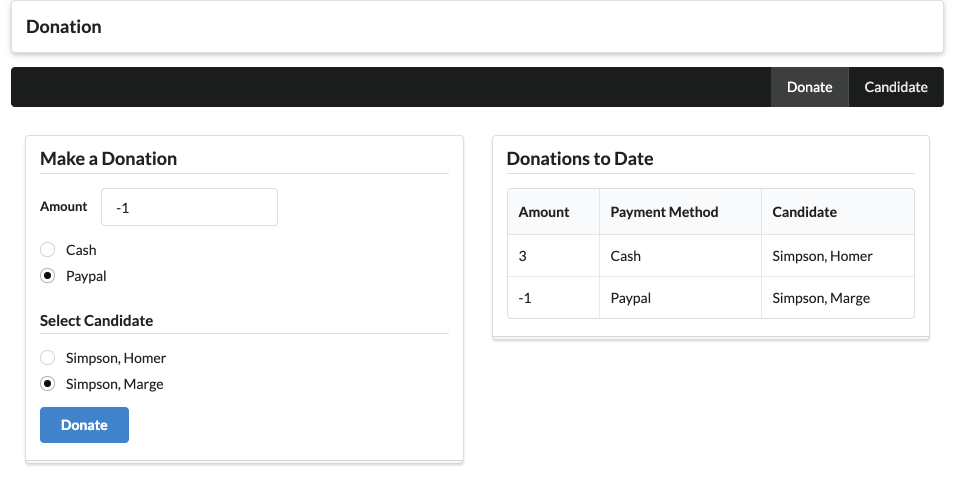 Donation
Donate Candidate
Make a Donation
Amount -1
Cash
Paypal
Select Candidate
Simpson, Homer
Simpson, Marge
Donate
Donations to Date
Amount Payment Method Candidate
3 Cash Simpson, Homer
-1 Paypal Simpson, Marge